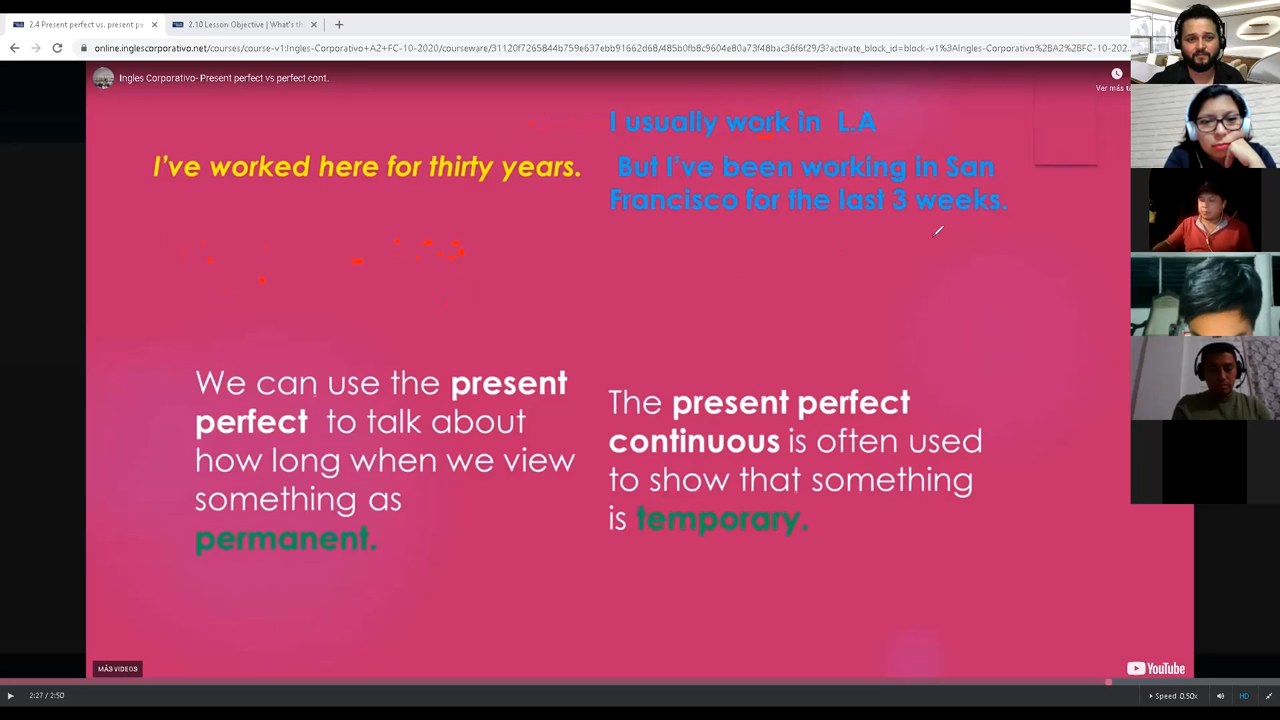 2.4 Present perfect vs. present pe
2.10 Lesson Objective | What's th
online.inglescorporativo.net/courses/course-v1:Ingles-Corporativo+A2+FC-10-2020/courseware/31120f7265844b759e637ebb91662d68/485b0fb8c9604e80a73f48bac36f6f29/3?activate_block_id=block-v1%3AIngles-Corporativo%2BA2%2BFC-10-202...
Ingles Corporativo- Present perfect vs perfect cont.
Ver más ta
I usually work in L.A
I've worked here for thirty years.
But I've been working in San
Francisco for the last 3 weeks.
We can use the present
perfect to talk about
how long when we view
something as
permanent.
The present perfect
continuous is often used
to show that something
is temporary.
MÁS VIDEOS
YouTube
2:27 / 2:50
Speed 0.50x
HD